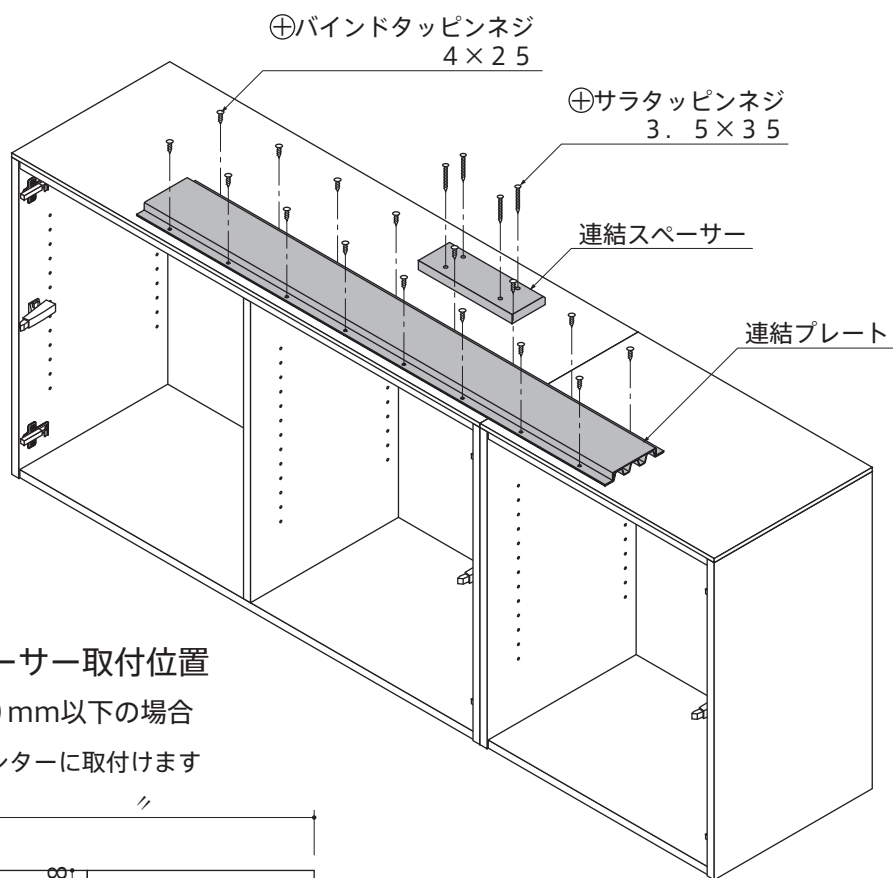 ⊕バインドタッピンネジ
4×25
⊕サラタッピンネジ
3．5×35
連結スペーサー
連結プレート
ーサー取付位置
mm以下の場合
ンターに取付けます
〃
8